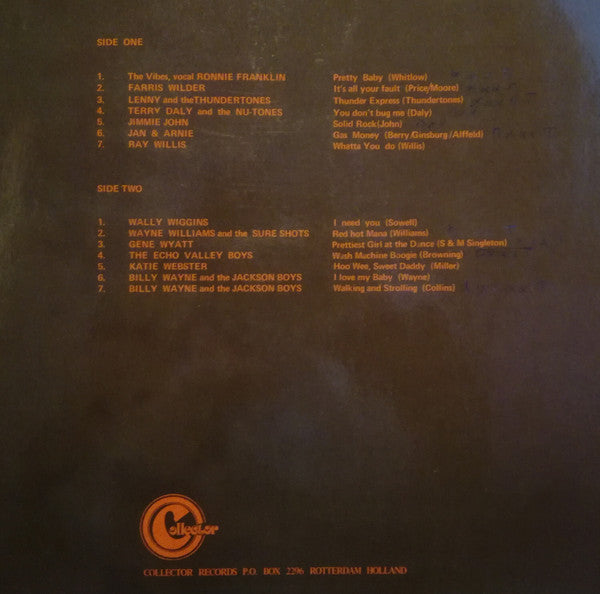 SIDE ONE
1. The Vibes, vocal RONNIE FRANKLIN Pretty Baby (Whitlow)
2. FARRIS WILDER It's all your fault (Price/Moore)
3. LENNY and theTHUNDERTONES Thunder Express (Thundertones)
4. TERRY DALY and the NU-TONES You don't bug me (Daly)
5. JIMMIE JOHN Solid Rock(John)
6. JAN & ARNIE Gas Money (Berry/Ginsburg/Alffeld)
7. RAY WILLIS Whatta You do (Willis)
SIDE TWO
1. WALLY WIGGINS I need you (Sowell)
2. WAYNE WILLIAMS and the SURE SHOTS Red hot Mana (Williams)
3. GENE WYATT Prettiest Girl at the Dance (S & M Singleton)
4. THE ECHO VALLEY BOYS Wash Machine Boogie (Browning)
5. KATIE WEBSTER Hoo Wee, Sweet Daddy (Miller)
6. BILLY WAYNE and the JACKSON BOYS I love my Baby (Wayne)
7. BILLY WAYNE and the JACKSON BOYS Walking and Strolling (Collins)
Collector
COLLECTOR RECORDS P.O. BOX 2296 ROTTERDAM HOLLAND